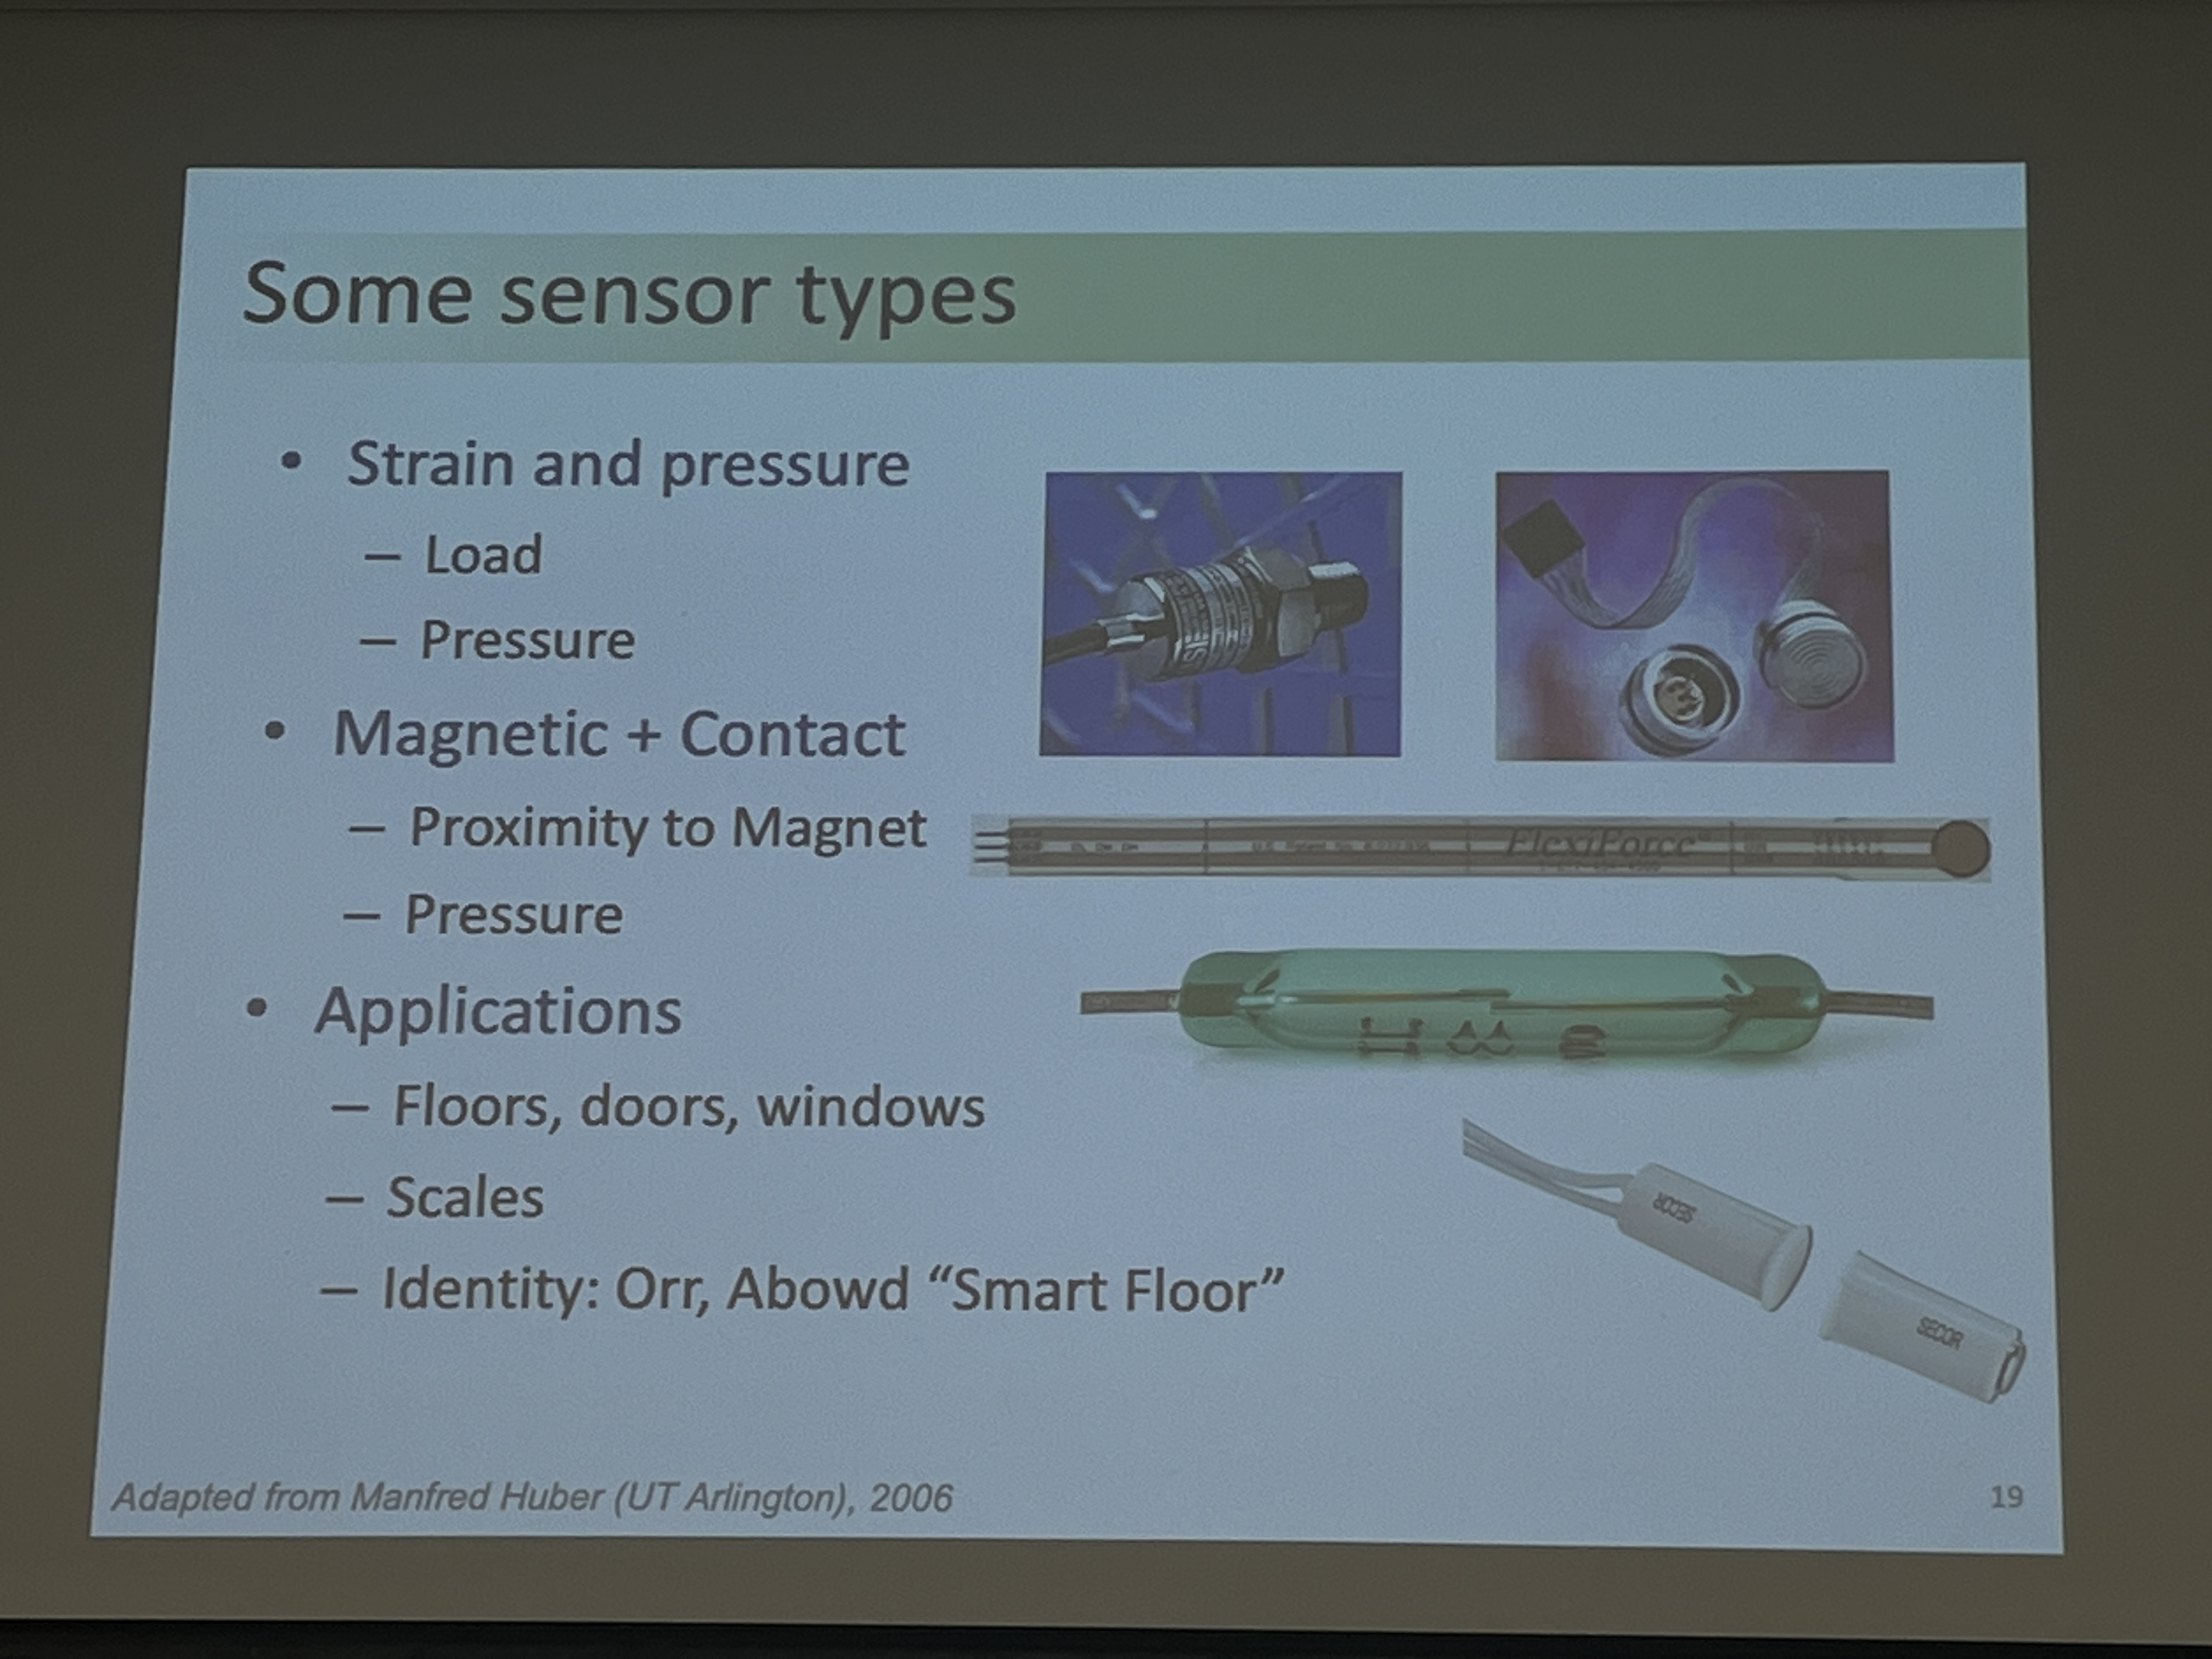 Some sensor types
• Strain and pressure
– Load
– Pressure
• Magnetic + Contact
– Proximity to Magnet
– Pressure
• Applications
– Floors, doors, windows
– Scales
– Identity: Orr, Abowd “Smart Floor”
FlexiForce®
SECOR
SECOR
Adapted from Manfred Huber (UT Arlington), 2006
19